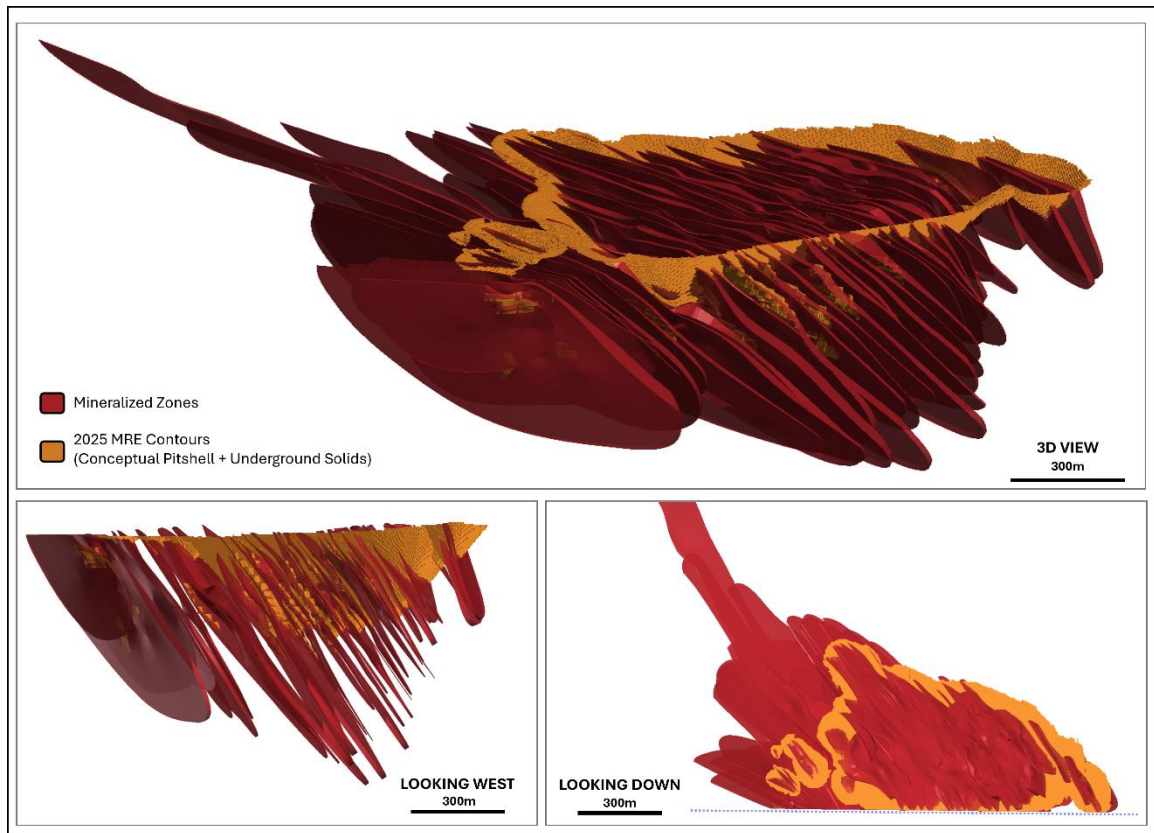 Mineralized Zones
2025 MRE Contours
(Conceptual Pitshell + Underground Solids)
3D VIEW
300m
LOOKING WEST
300m
LOOKING DOWN
300m